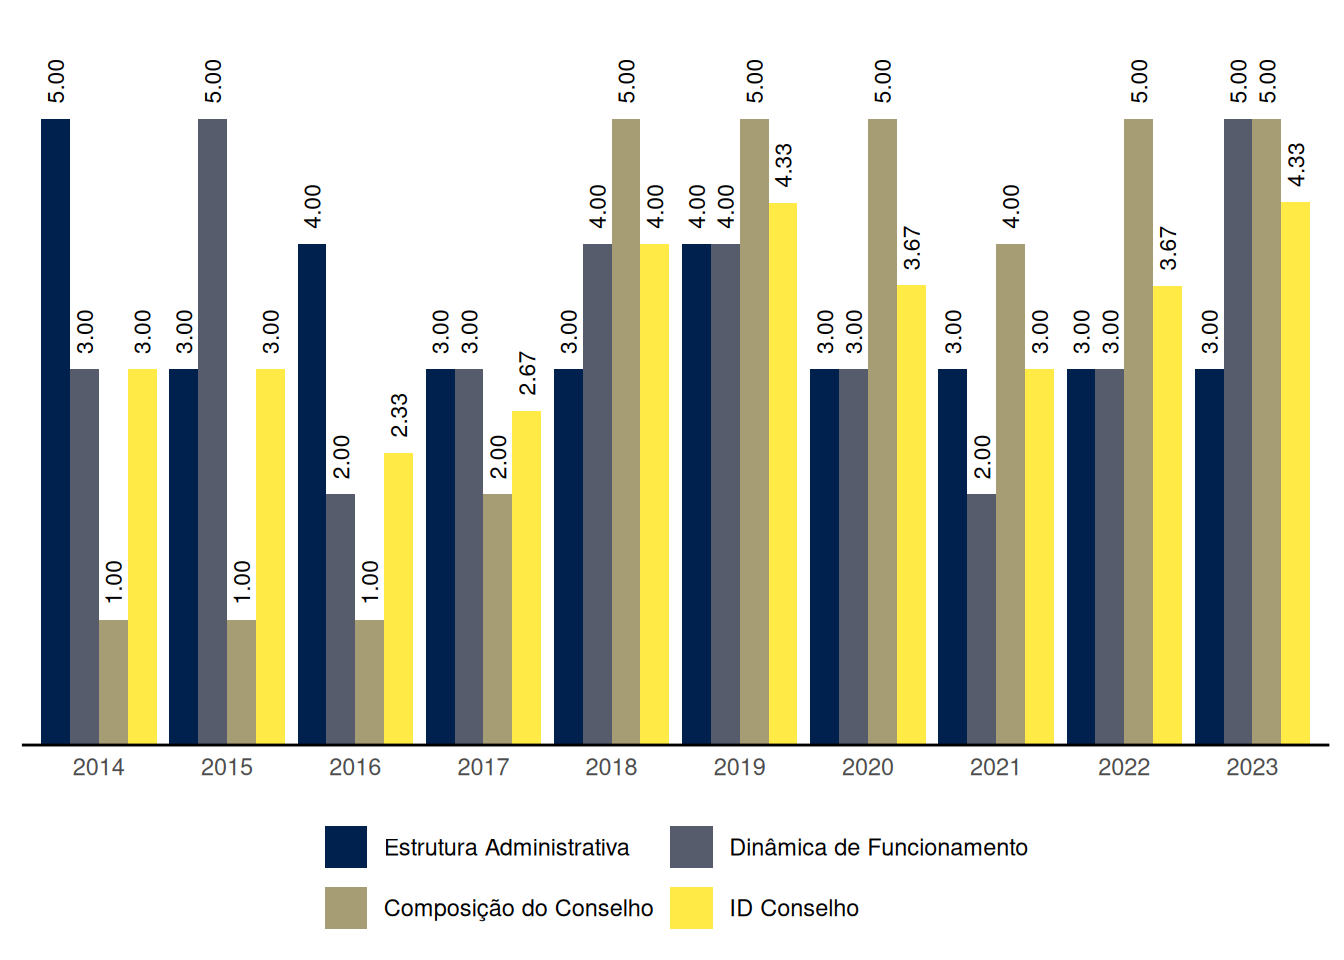 5.00 3.00 1.00 3.00 3.00 5.00 1.00 3.00 4.00 2.00 1.00 2.33 3.00 3.00 2.00 2.67 3.00 4.00 5.00 4.00 4.00 4.00 5.00 4.33 3.00 3.00 5.00 3.67 3.00 2.00 4.00 3.00 3.00 3.00 5.00 3.67 3.00 5.00 5.00 4.33
2014 2015 2016 2017 2018 2019 2020 2021 2022 2023
Estrutura Administrativa Dinâmica de Funcionamento
Composição do Conselho ID Conselho